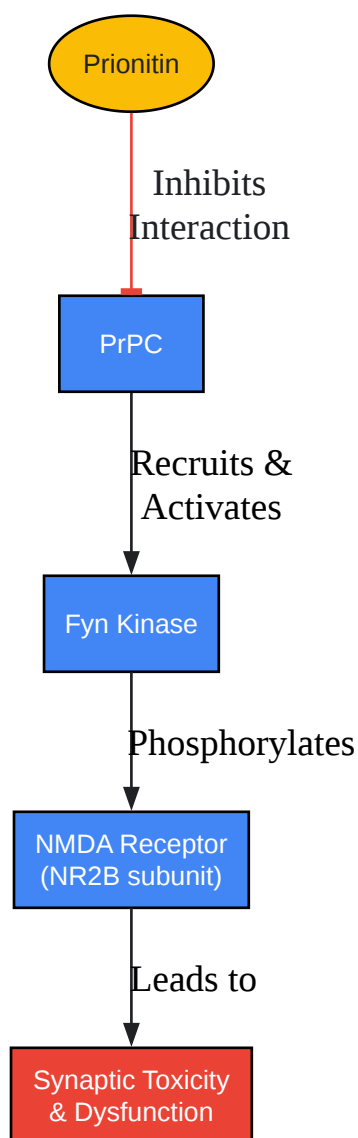 Prionitin
Inhibits
Interaction
PrPC
Recruits &
Activates
Fyn Kinase
Phosphorylates
NMDA Receptor
(NR2B subunit)
Leads to
Synaptic Toxicity
& Dysfunction